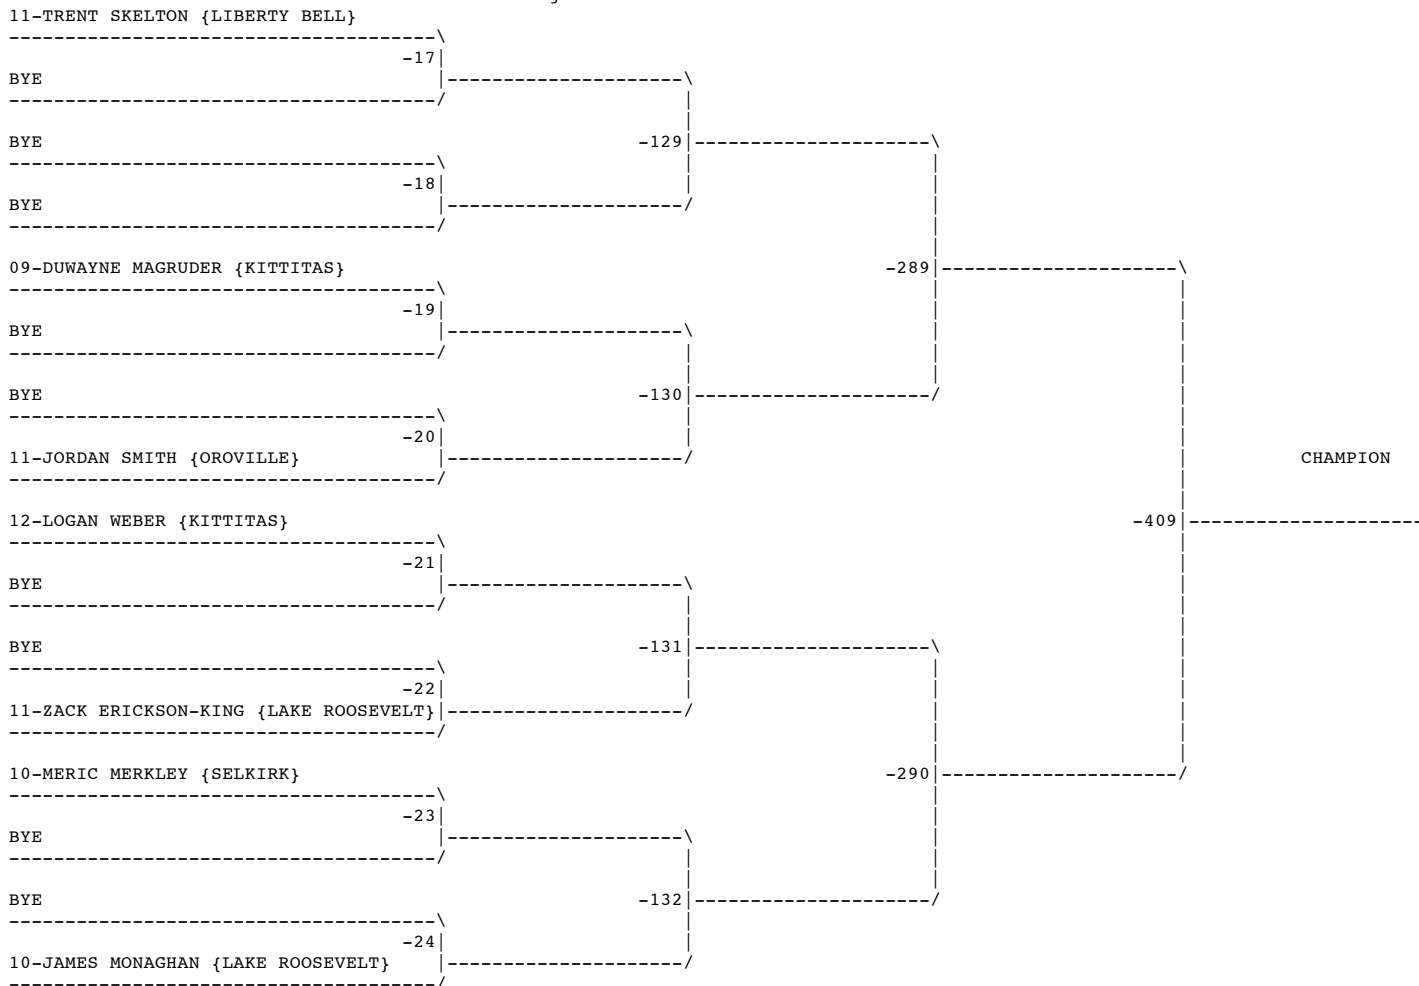 11-TRENT SKELTON {LIBERTY BELL}
-17
BYE
BYE
-129
-18
BYE
09-DUWAYNE MAGRUDER {KITTITAS}
-289
-19
BYE
BYE
-130
-20
11-JORDAN SMITH {OROVILLE}
CHAMPION
12-LOGAN WEBER {KITTITAS}
-409
-21
BYE
BYE
-131
-22
11-ZACK ERICKSON-KING {LAKE ROOSEVELT}
10-MERIC MERKLEY {SELKIRK}
-290
-23
BYE
BYE
-132
-24
10-JAMES MONAGHAN {LAKE ROOSEVELT}